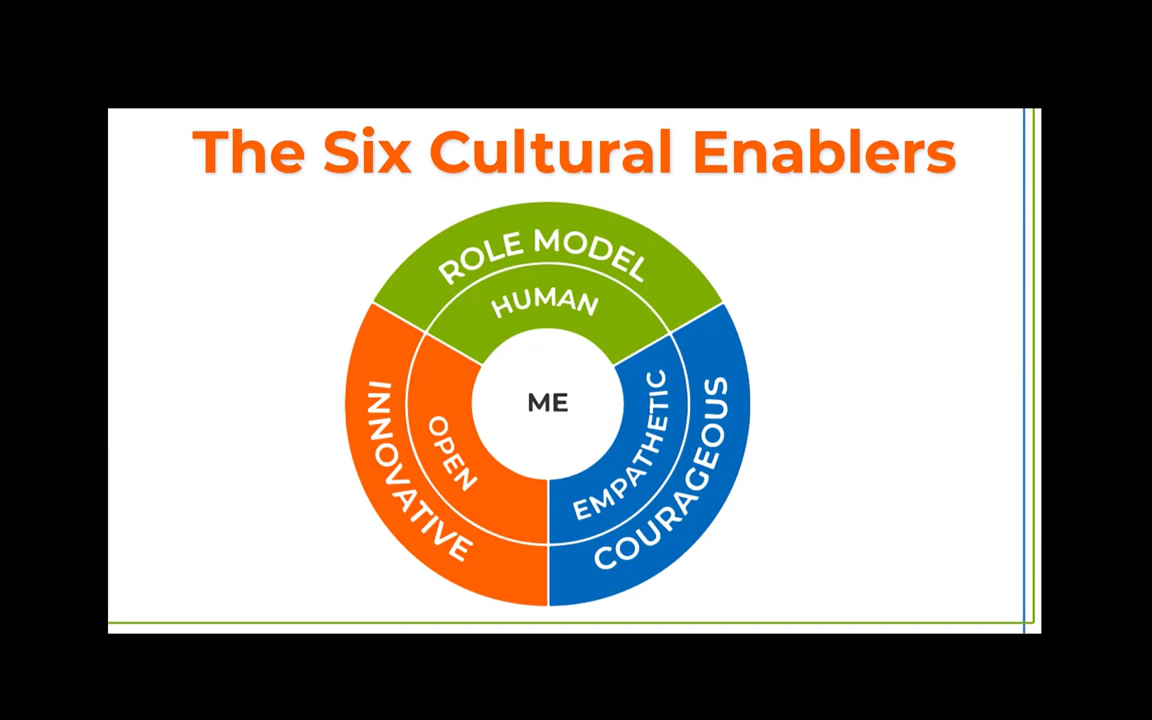 The Six Cultural Enablers
ROLE MODEL
HUMAN
ME
INNOVATIVE
OPEN
EMPATHETIC
COURAGEOUS